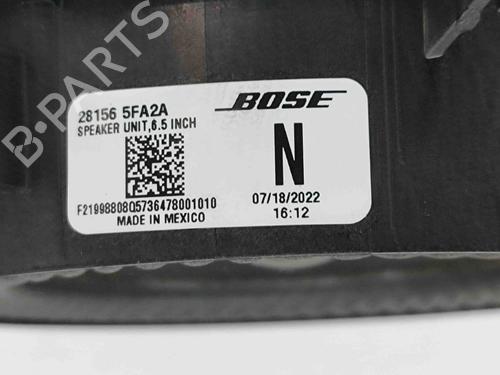 B-PARTS
28156 5FA2A
SPEAKER UNIT,6.5 INCH
F21998808Q5736478001010
MADE IN MEXICO
BOSE
N
07/18/2022
16:12